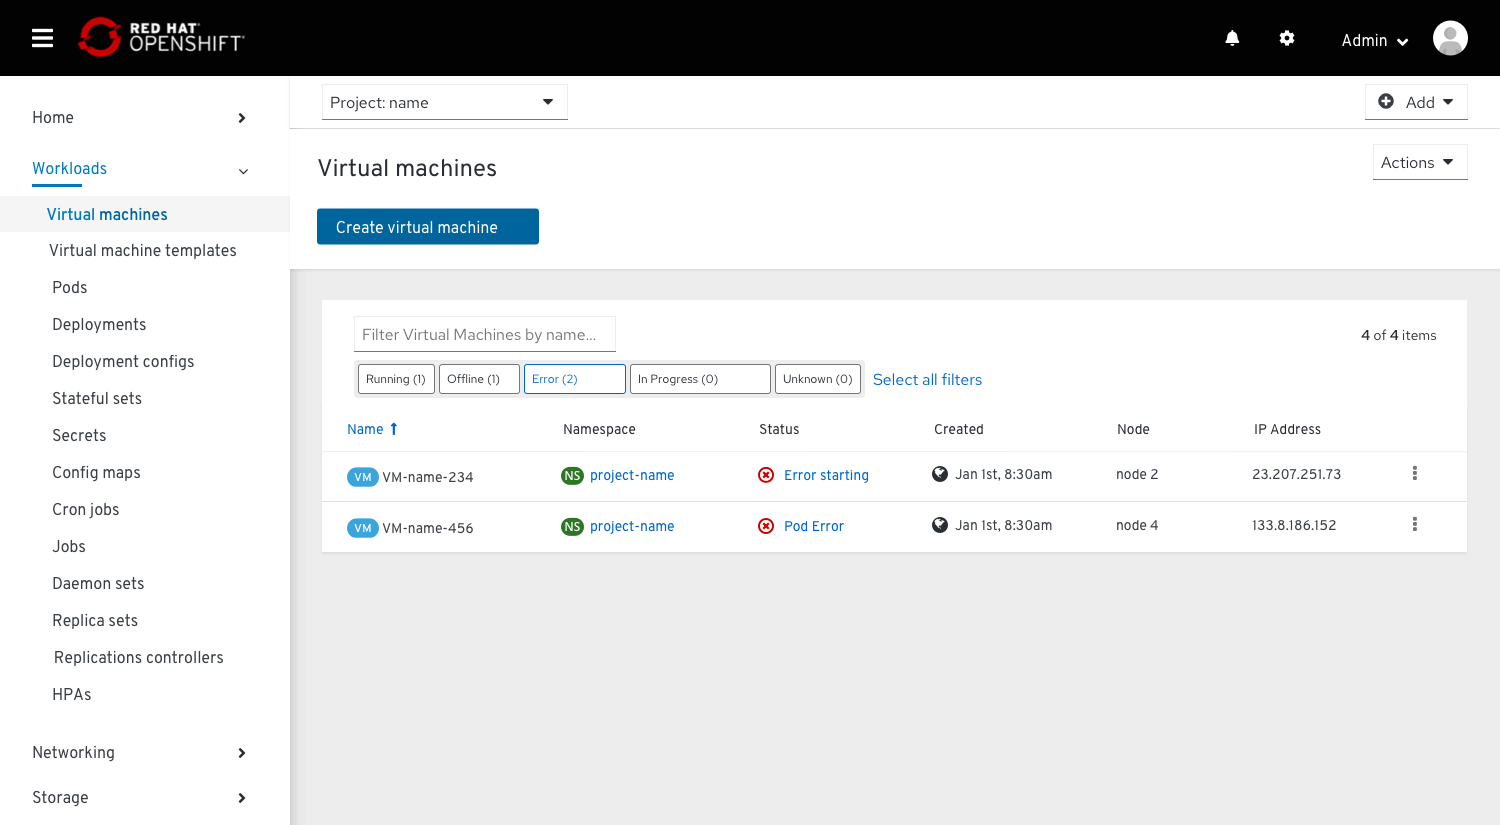 RED HAT
OPENSHIFT
Admin
Home
Workloads
Virtual machines
Virtual machine templates
Pods
Deployments
Deployment configs
Stateful sets
Secrets
Config maps
Cron jobs
Jobs
Daemon sets
Replica sets
Replications controllers
HPAs
Networking
Storage
Project: name
Add
Virtual machines
Actions
Create virtual machine
Filter Virtual Machines by name...
4 of 4 items
Running (1) Offline (1) Error (2) In Progress (0) Unknown (0) Select all filters
Name Namespace Status Created Node IP Address
VM VM-name-234 NS project-name Error starting Jan 1st, 8:30am node 2 23.207.251.73
VM VM-name-456 NS project-name Pod Error Jan 1st, 8:30am node 4 133.8.186.152